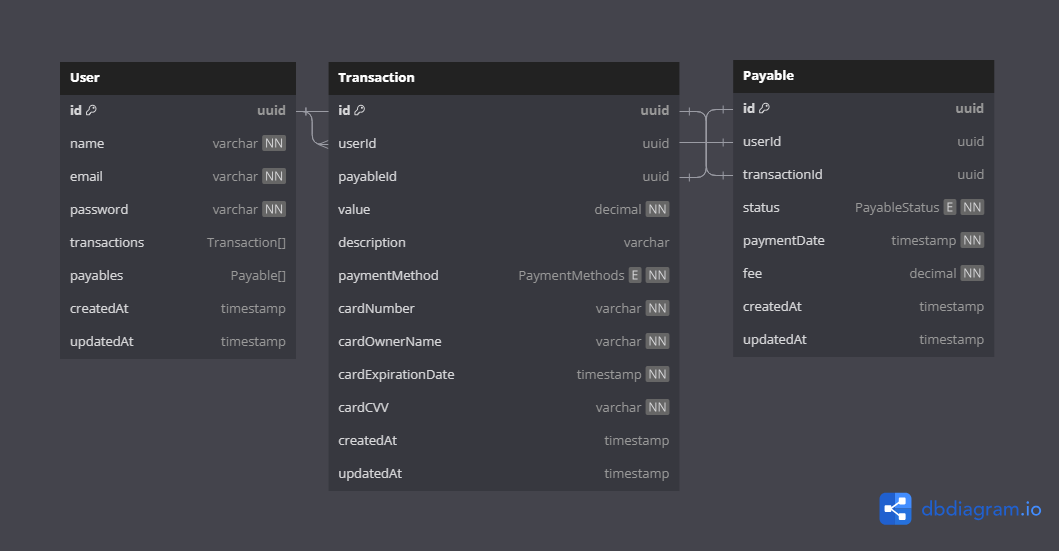 User
id uuid
name varchar NN
email varchar NN
password varchar NN
transactions Transaction[]
payables Payable[]
createdAt timestamp
updatedAt timestamp
Transaction
id uuid
userId uuid
payableId uuid
value decimal NN
description varchar
paymentMethod PaymentMethods E NN
cardNumber varchar NN
cardOwnerName varchar NN
cardExpirationDate timestamp NN
cardCVV varchar NN
createdAt timestamp
updatedAt timestamp
Payable
id uuid
userId uuid
transactionId uuid
status PayableStatus E NN
paymentDate timestamp NN
fee decimal NN
createdAt timestamp
updatedAt timestamp
dbdiagram.io